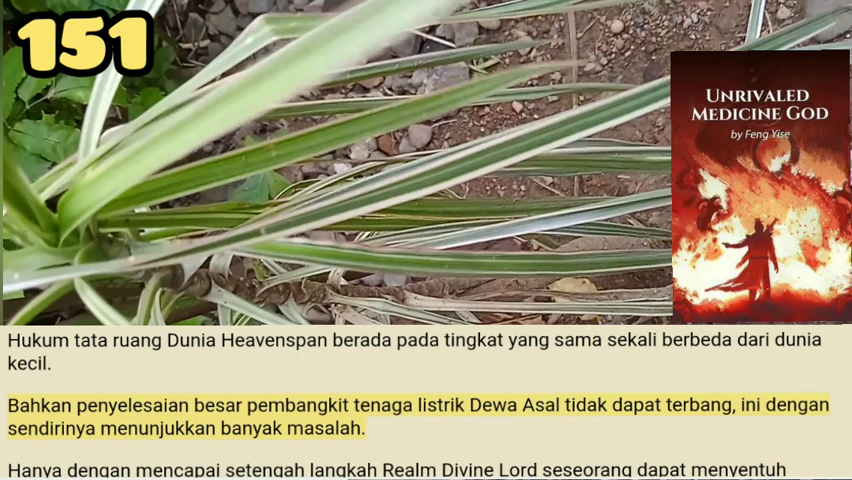 151
UNRIVALED
MEDICINE GOD
by Feng Yise
Hukum tata ruang Dunia Heavenspan berada pada tingkat yang sama sekali berbeda dari dunia
kecil.
Bahkan penyelesaian besar pembangkit tenaga listrik Dewa Asal tidak dapat terbang, ini dengan
sendirinya menunjukkan banyak masalah.
Hanya dengan mencapai setengah langkah Realm Divine Lord seseorang dapat menyentuh